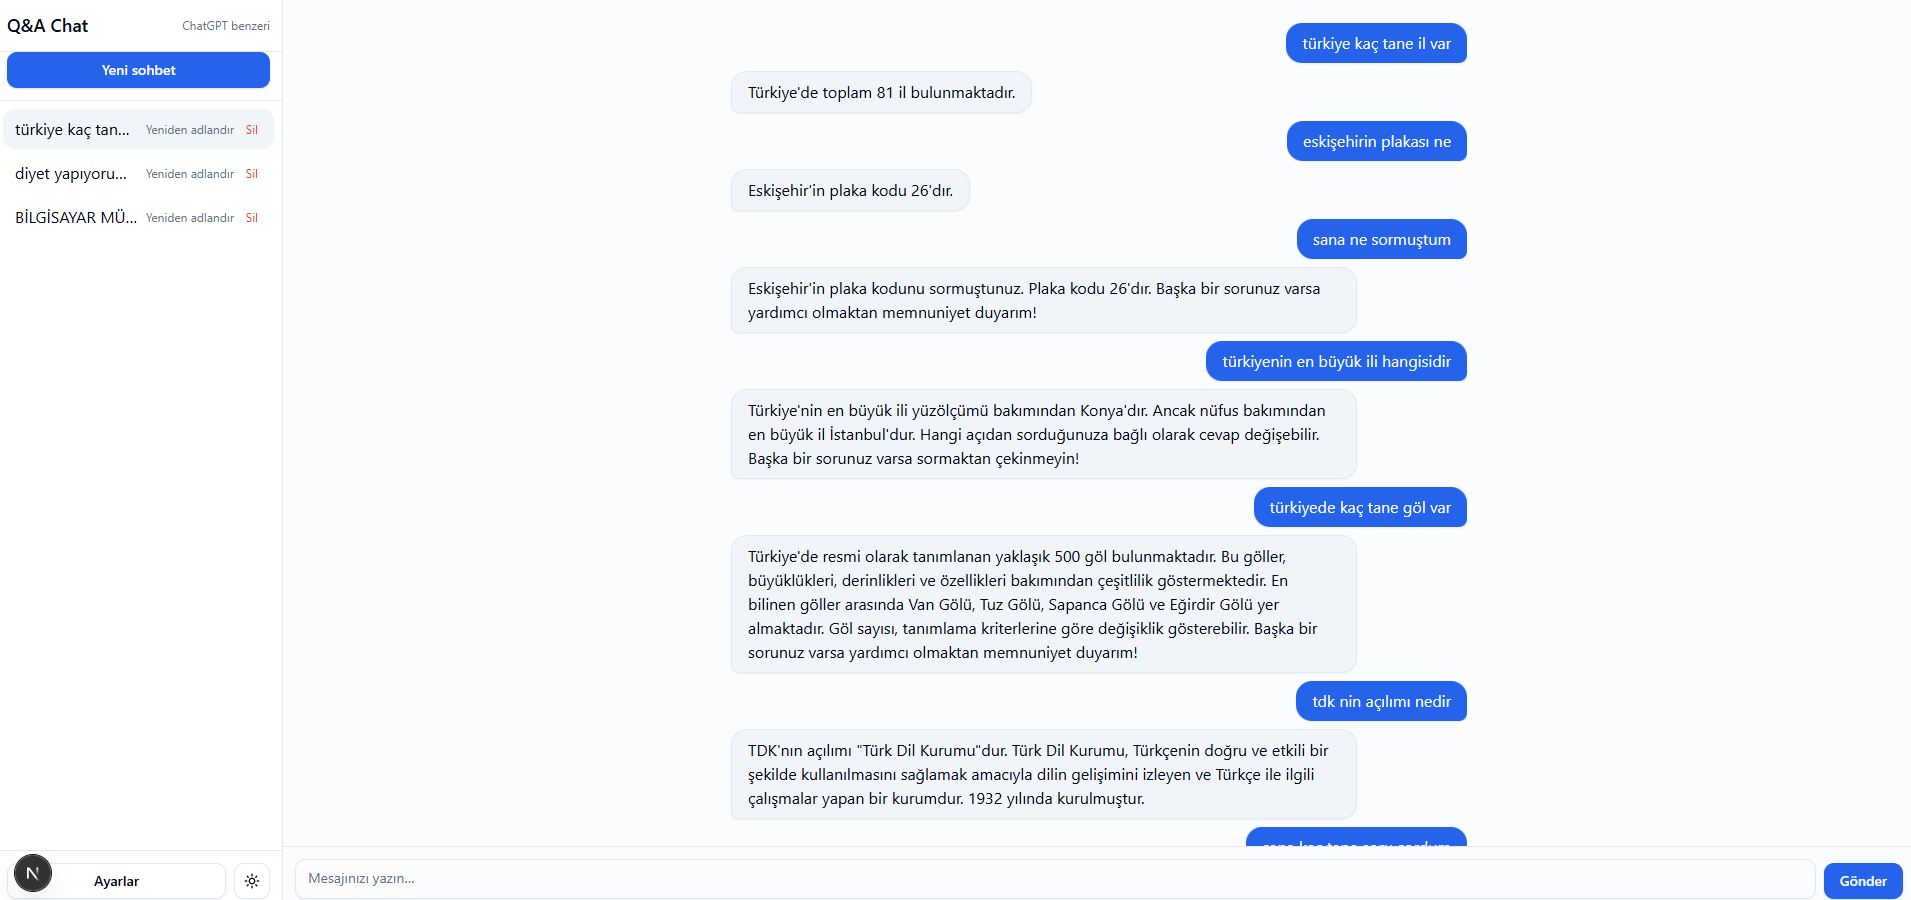 Q&A Chat
ChatGPT benzeri
Yeni sohbet
türkiye kaç tan...
Yeniden adlandır
Sil
diyet yapıyoru...
Yeniden adlandır
Sil
BİLGİSAYAR MÜ...
Yeniden adlandır
Sil
türkiye kaç tane il var
Türkiye'de toplam 81 il bulunmaktadır.
eskişehirin plakası ne
Eskişehir'in plaka kodu 26'dır.
sana ne sormuştum
Eskişehir'in plaka kodunu sormuştunuz. Plaka kodu 26'dır. Başka bir sorunuz varsa
yardımcı olmaktan memnuniyet duyarım!
türkiyenin en büyük ili hangisidir
Türkiye'nin en büyük ili yüzölçümü bakımından Konya'dır. Ancak nüfus bakımından
en büyük il İstanbul'dur. Hangi açıdan sorduğunuza bağlı olarak cevap değişebilir.
Başka bir sorunuz varsa sormaktan çekinmeyin!
türkiyede kaç tane göl var
Türkiye'de resmi olarak tanımlanan yaklaşık 500 göl bulunmaktadır. Bu göller,
büyüklükleri, derinlikleri ve özellikleri bakımından çeşitlilik göstermektedir. En
bilinen göller arasında Van Gölü, Tuz Gölü, Sapanca Gölü ve Eğirdir Gölü yer
almaktadır. Göl sayısı, tanımlama kriterlerine göre değişiklik gösterebilir. Başka bir
sorunuz varsa yardımcı olmaktan memnuniyet duyarım!
tdk nin açılımı nedir
TDK'nın açılımı "Türk Dil Kurumu"dur. Türk Dil Kurumu, Türkçenin doğru ve etkili bir
şekilde kullanılmasını sağlamak amacıyla dilin gelişimini izleyen ve Türkçe ile ilgili
çalışmalar yapan bir kurumdur. 1932 yılında kurulmuştur.
N
Ayarlar
Mesajınızı yazın...
Gönder